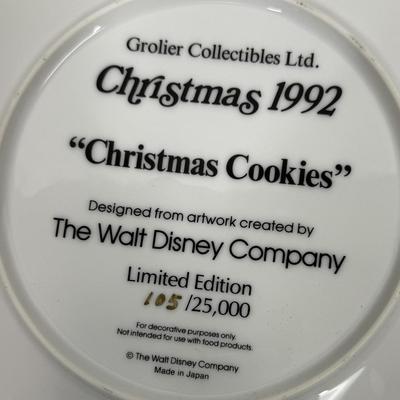 Grolier Collectibles Ltd.
Christmas 1992
“Christmas Cookies”
Designed from artwork created by
The Walt Disney Company
Limited Edition
105/25,000
For decorative purposes only.
Not intended for use with food products.
© The Walt Disney Company
Made in Japan